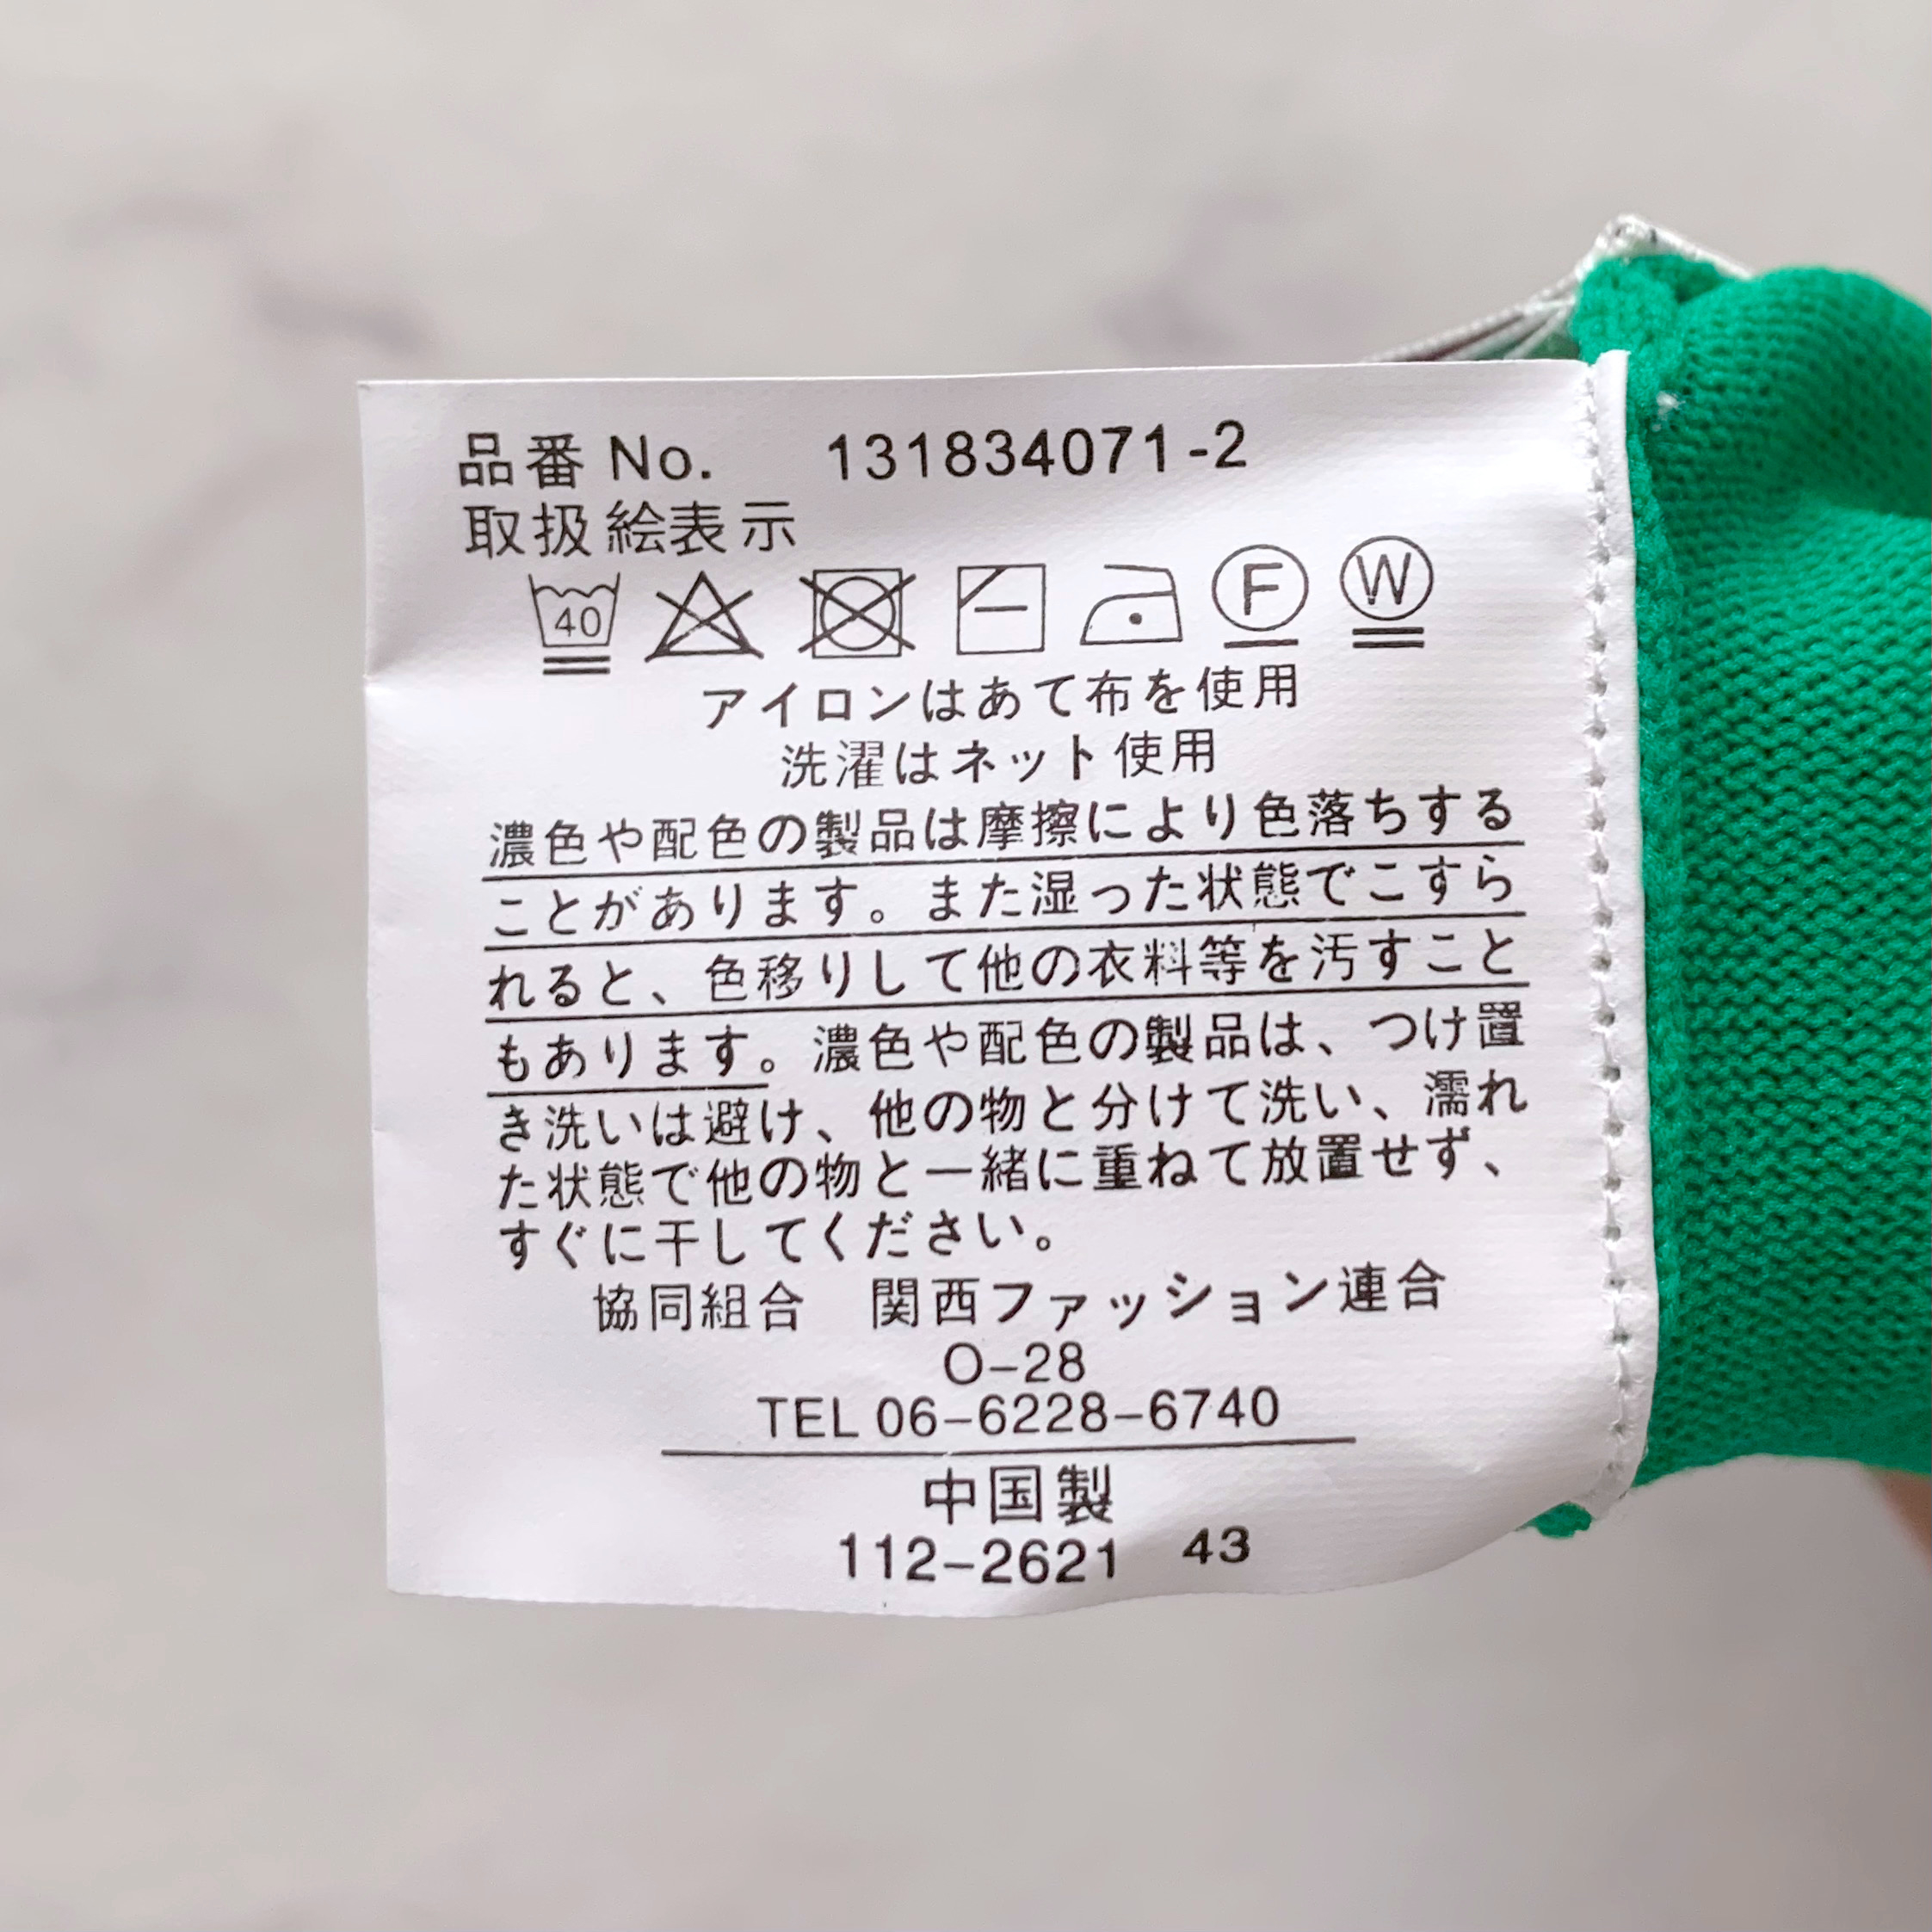 品番 No. 131834071-2
取扱絵表示
40 F W
アイロンはあて布を使用
洗濯はネット使用
濃色や配色の製品は摩擦により色落ちする
ことがあります。また湿った状態でこすら
れると、色移りして他の衣料等を汚すこと
もあります。濃色や配色の製品は、つけ置
き洗いは避け、他の物と分けて洗い、濡れ
た状態で他の物と一緒に重ねて放置せず、
すぐに干してください。
協同組合 関西ファッション連合
O-28
TEL 06-6228-6740
中国製
112-2621 43